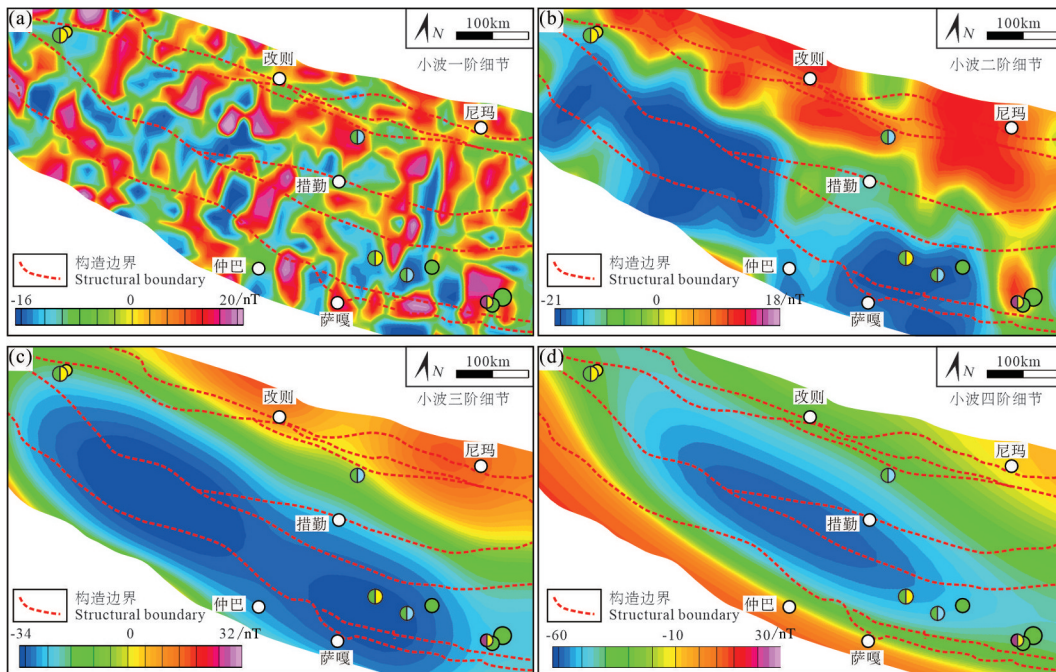 (a)
100km
N
小波一阶细节
改则
尼玛
措勤
仲巴
萨嘎
构造边界
Structural boundary
-16 0 20/nT
(b)
100km
N
小波二阶细节
改则
尼玛
措勤
仲巴
萨嘎
构造边界
Structural boundary
-21 0 18/nT
(c)
100km
N
小波三阶细节
改则
尼玛
措勤
仲巴
萨嘎
构造边界
Structural boundary
-34 0 32/nT
(d)
100km
N
小波四阶细节
改则
尼玛
措勤
仲巴
萨嘎
构造边界
Structural boundary
-60 -10 30/nT